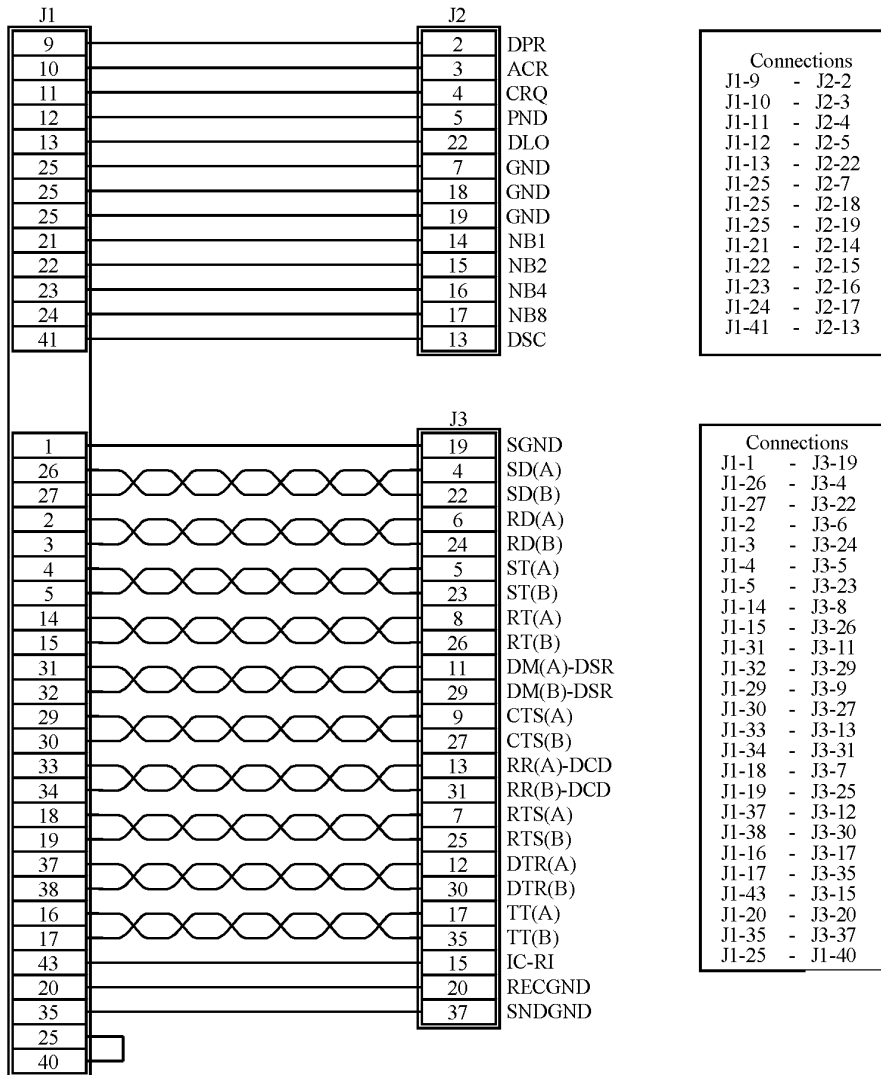 J1 J2
9 2 DPR
10 3 ACR
11 4 CRQ
12 5 PND
13 22 DLO
25 7 GND
25 18 GND
25 19 GND
21 14 NB1
22 15 NB2
23 16 NB4
24 17 NB8
41 13 DSC
Connections
J1-9 - J2-2
J1-10 - J2-3
J1-11 - J2-4
J1-12 - J2-5
J1-13 - J2-22
J1-25 - J2-7
J1-25 - J2-18
J1-25 - J2-19
J1-21 - J2-14
J1-22 - J2-15
J1-23 - J2-16
J1-24 - J2-17
J1-41 - J2-13
J3
1 19 SGND
26 4 SD(A)
27 22 SD(B)
2 6 RD(A)
3 24 RD(B)
4 5 ST(A)
5 23 ST(B)
14 8 RT(A)
15 26 RT(B)
31 11 DM(A)-DSR
32 29 DM(B)-DSR
29 9 CTS(A)
30 27 CTS(B)
33 13 RR(A)-DCD
34 31 RR(B)-DCD
18 7 RTS(A)
19 25 RTS(B)
37 12 DTR(A)
38 30 DTR(B)
16 17 TT(A)
17 35 TT(B)
43 15 IC-RI
20 20 RECGND
35 37 SNDGND
25
40
Connections
J1-1 - J3-19
J1-26 - J3-4
J1-27 - J3-22
J1-2 - J3-6
J1-3 - J3-24
J1-4 - J3-5
J1-5 - J3-23
J1-14 - J3-8
J1-15 - J3-26
J1-31 - J3-11
J1-32 - J3-29
J1-29 - J3-9
J1-30 - J3-27
J1-33 - J3-13
J1-34 - J3-31
J1-18 - J3-7
J1-19 - J3-25
J1-37 - J3-12
J1-38 - J3-30
J1-16 - J3-17
J1-17 - J3-35
J1-43 - J3-15
J1-20 - J3-20
J1-35 - J3-37
J1-25 - J1-40